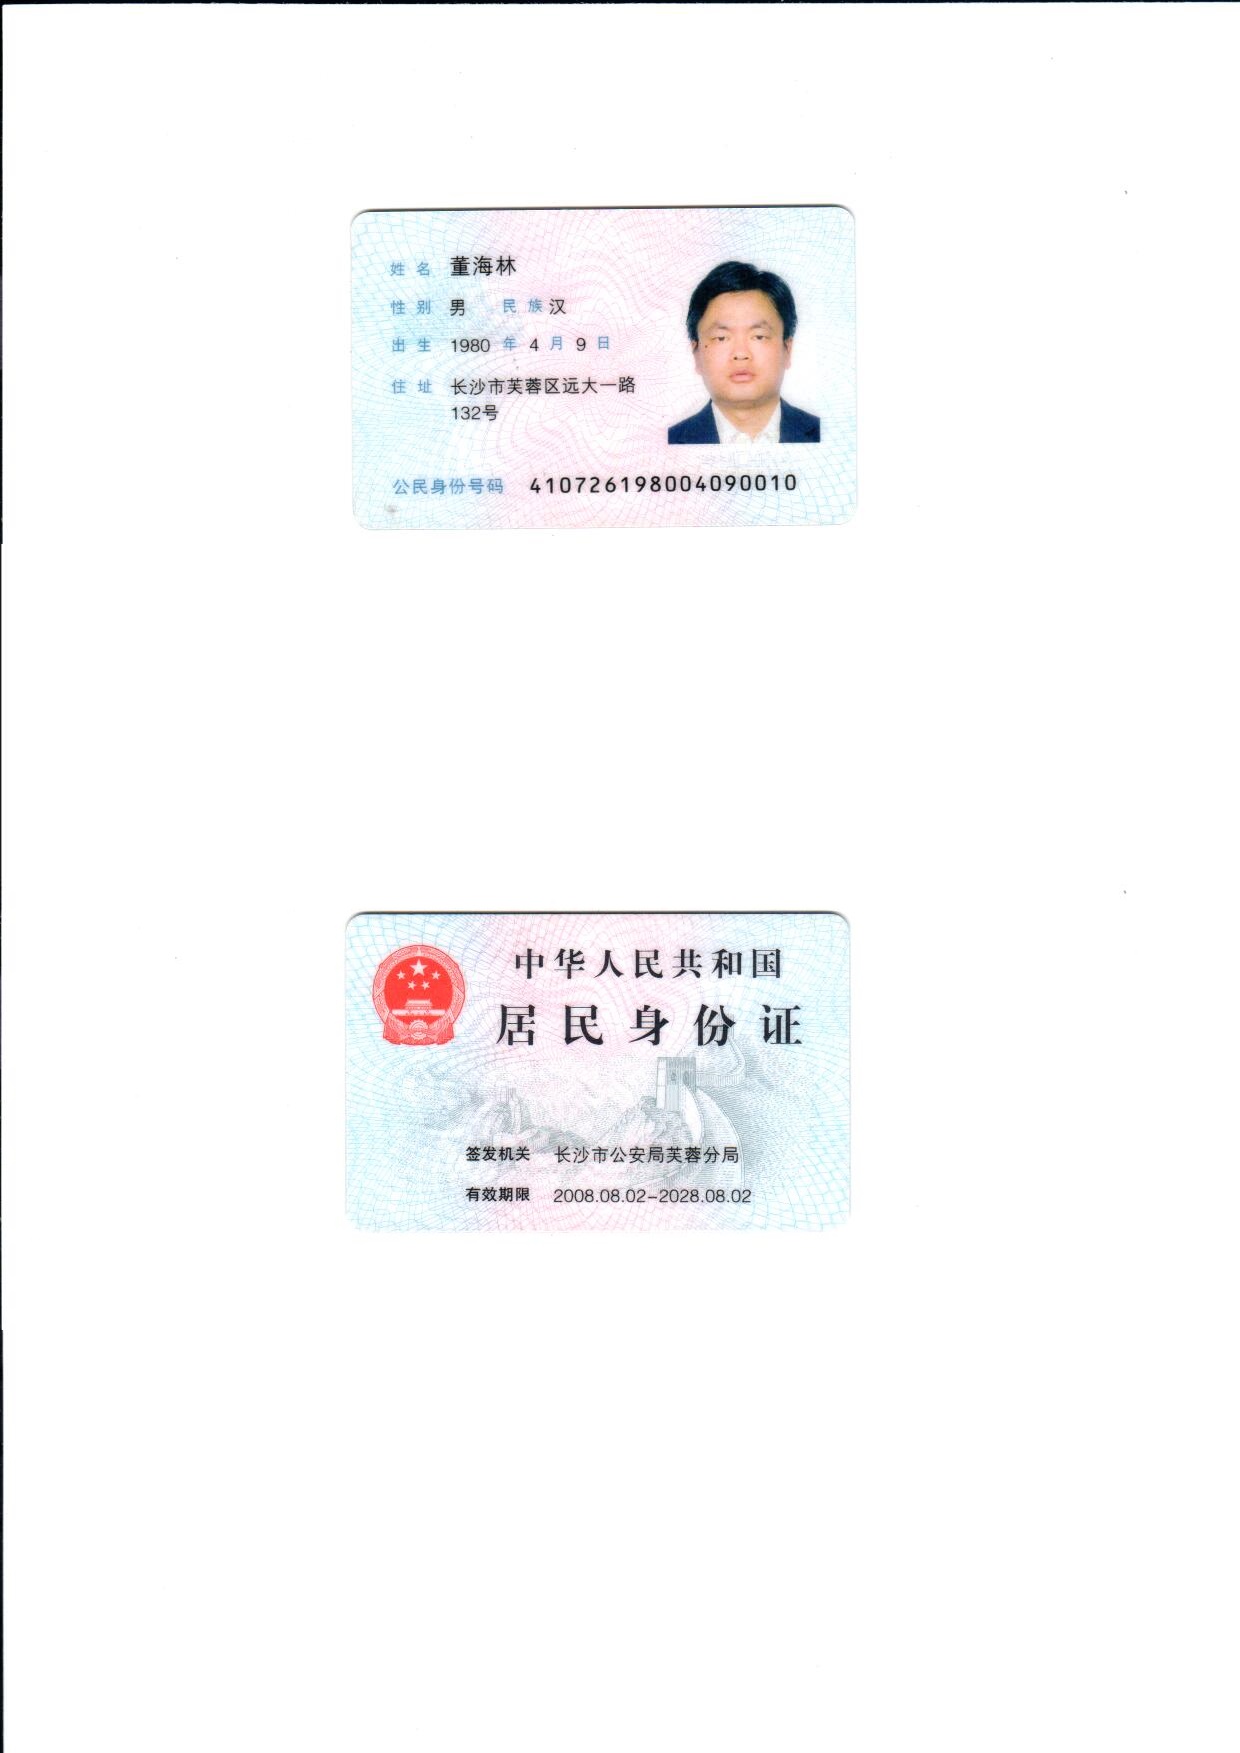 姓名 董海林
性别 男 民族 汉
出生 1980 年 4 月 9 日
住址 长沙市芙蓉区远大一路
132号
公民身份号码 410726198004090010
中华人民共和国
居民身份证
签发机关 长沙市公安局芙蓉分局
有效期限 2008.08.02-2028.08.02